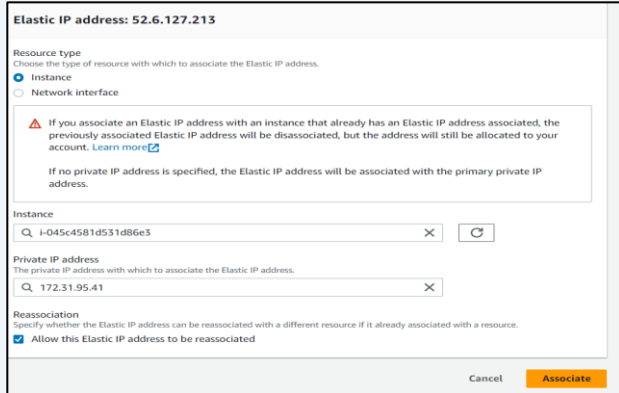 Elastic IP address: 52.6.127.213
Resource type
Choose the type of resource with which to associate the Elastic IP address.
Instance
Network interface
If you associate an Elastic IP address with an instance that already has an Elastic IP address associated, the
previously associated Elastic IP address will be disassociated, but the address will still be allocated to your
account. Learn more
If no private IP address is specified, the Elastic IP address will be associated with the primary private IP
address.
Instance
i-045c4581d531d86e3
Private IP address
The private IP address with which to associate the Elastic IP address.
172.31.95.41
Reassociation
Specify whether the Elastic IP address can be reassociated with a different resource if it already associated with a resource.
Allow this Elastic IP address to be reassociated
Cancel Associate